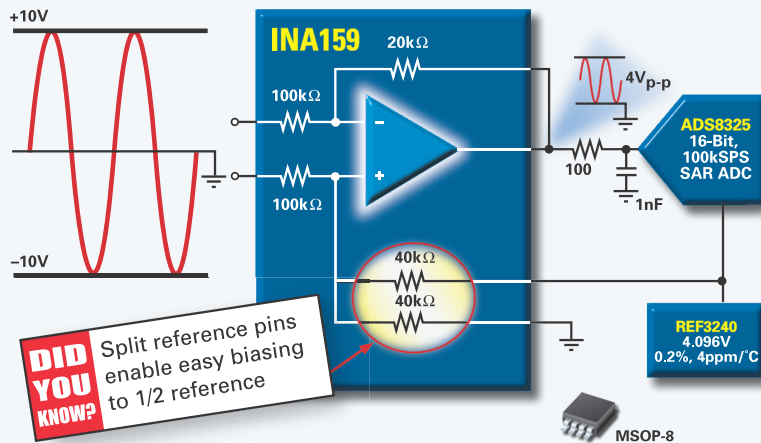 +10V
–10V
INA159
20kΩ
100kΩ
–
+
100kΩ
40kΩ
40kΩ
4Vp-p
100
1nF
ADS8325
16-Bit,
100kSPS
SAR ADC
REF3240
4.096V
0.2%, 4ppm/°C
DID
YOU
KNOW?
Split reference pins
enable easy biasing
to 1/2 reference
MSOP-8